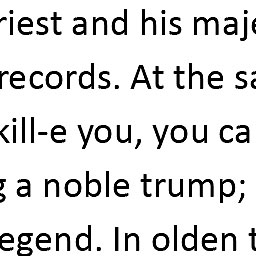 riest and his maje
records. At the sa
kill-e you, you ca
g a noble trump;
egend. In olden t